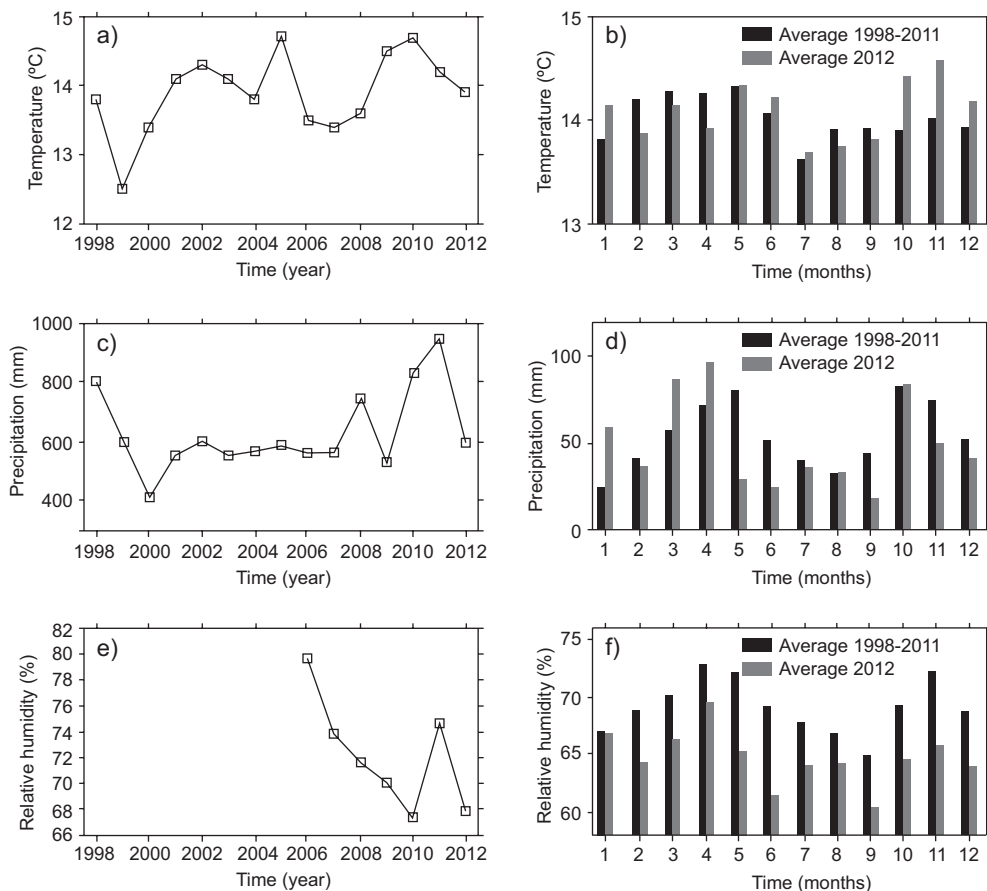 a)
Temperature (ºC)
15
14
13
12
1998 2000 2002 2004 2006 2008 2010 2012
Time (year)
b)
Average 1998-2011
Average 2012
Temperature (ºC)
15
14
13
1 2 3 4 5 6 7 8 9 10 11 12
Time (months)
c)
Precipitation (mm)
1000
800
600
400
1998 2000 2002 2004 2006 2008 2010 2012
Time (year)
d)
Average 1998-2011
Average 2012
Precipitation (mm)
100
50
0
1 2 3 4 5 6 7 8 9 10 11 12
Time (months)
e)
Relative humidity (%)
82
80
78
76
74
72
70
68
66
1998 2000 2002 2004 2006 2008 2010 2012
Time (year)
f)
Average 1998-2011
Average 2012
Relative humidity (%)
75
70
65
60
1 2 3 4 5 6 7 8 9 10 11 12
Time (months)